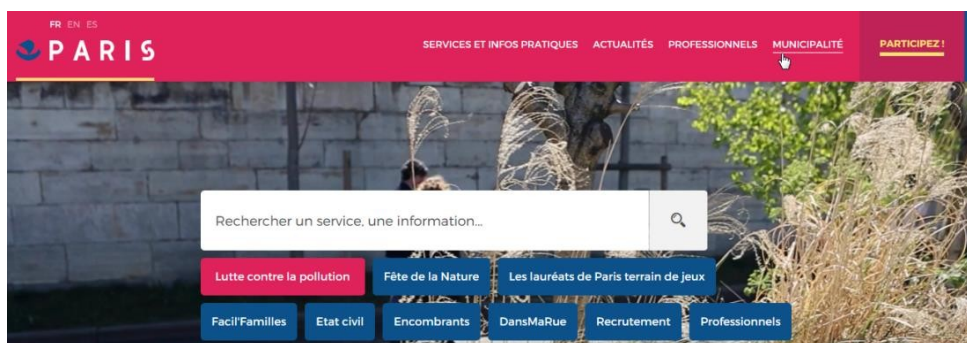 FR EN ES
PARIS
SERVICES ET INFOS PRATIQUES ACTUALITÉS PROFESSIONNELS MUNICIPALITÉ PARTICIPEZ !
Rechercher un service, une information...
Lutte contre la pollution Fête de la Nature Les lauréats de Paris terrain de jeux
Facil'Familles Etat civil Encombrants DansMaRue Recrutement Professionnels